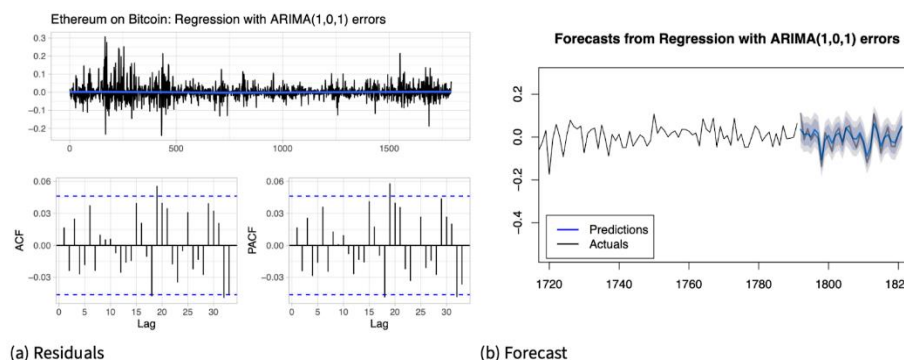 Ethereum on Bitcoin: Regression with ARIMA(1,0,1) errors
0.3
0.2
0.1
0.0
−0.1
−0.2
0 500 1000 1500
0.06
0.03
0.00
−0.03
ACF
0 5 10 15 20 25 30
Lag
0.06
0.03
0.00
−0.03
PACF
0 5 10 15 20 25 30
Lag
(a) Residuals
Forecasts from Regression with ARIMA(1,0,1) errors
0.2
0.0
−0.2
−0.4
Predictions
Actuals
1720 1740 1760 1780 1800 182
(b) Forecast